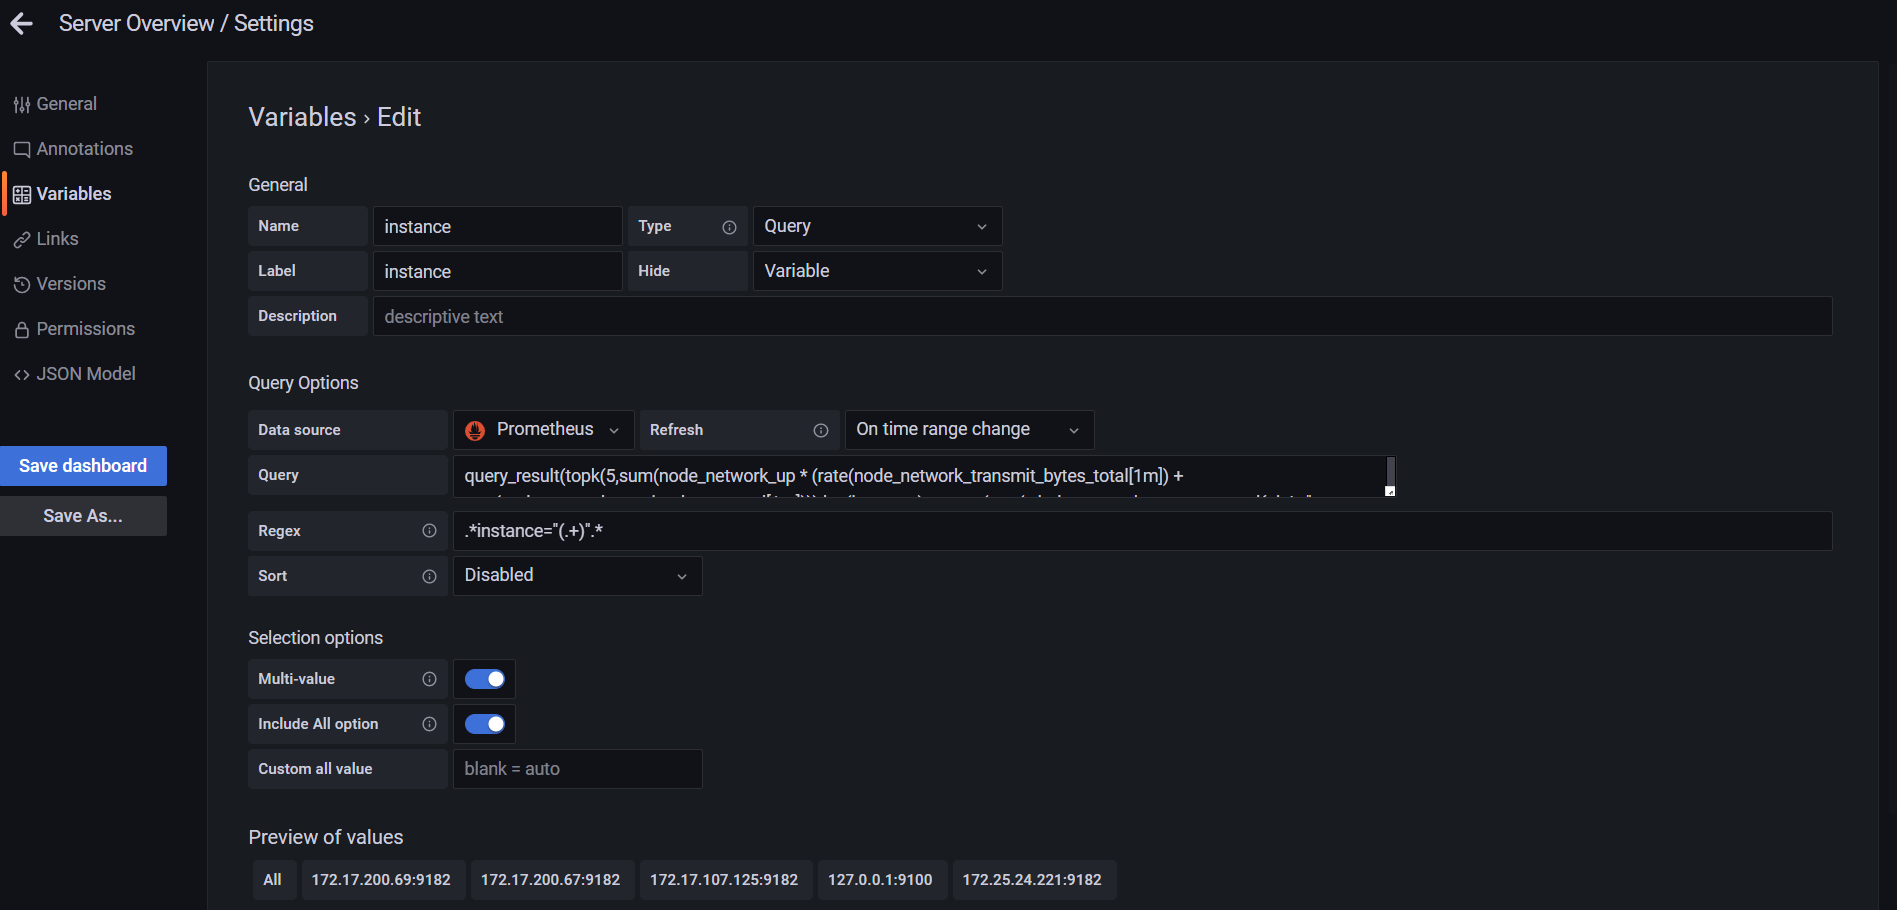 Server Overview / Settings
General
Annotations
Variables
Links
Versions
Permissions
JSON Model
Save dashboard
Save As...
Variables › Edit
General
Name instance Type Query
Label instance Hide Variable
Description descriptive text
Query Options
Data source Prometheus Refresh On time range change
Query query_result(topk(5,sum(node_network_up * (rate(node_network_transmit_bytes_total[1m]) +
Regex .*instance="(.+)".*
Sort Disabled
Selection options
Multi-value
Include All option
Custom all value blank = auto
Preview of values
All 172.17.200.69:9182 172.17.200.67:9182 172.17.107.125:9182 127.0.0.1:9100 172.25.24.221:9182